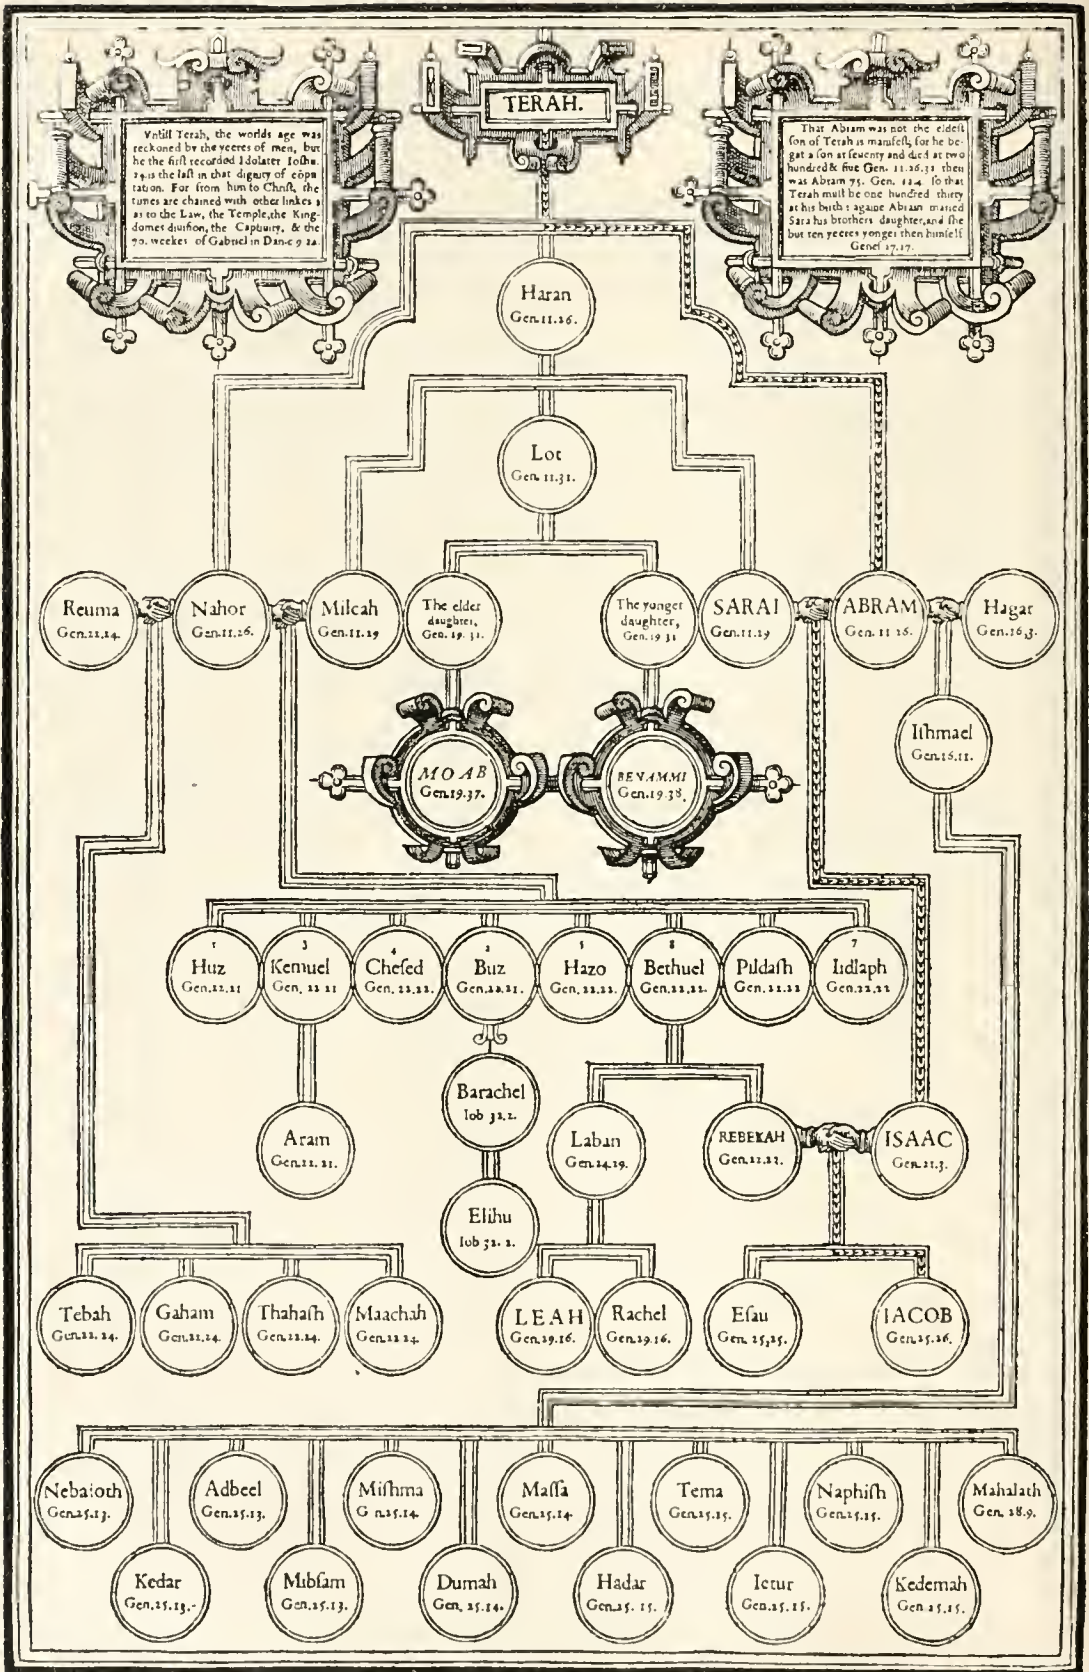 TERAH.
Vntill Terah, the worlds age was
reckoned by the yeeres of men, but
he the firſt recorded Idolater Ioſhu.
24. is the laſt in that dignity of cōpu
tation. For from him to Chriſt, the
times are chained with other linkes :
as to the Law, the Temple, the King-
domes diuiſion, the Captiuity, & the
70. weekes of Gabriel in Dan.c 9 24.
That Abram was not the eldeſt
ſon of Terah is manifeſt, for he be-
gat a ſon at ſeuenty and died at two
hundred & fiue Gen. 11.26.32 then
was Abram 75. Gen. 12.4 ſo that
Terah muſt be one hundred thirty
at his birth : againe Abram maried
Sara his brothers daughter, and ſhe
but ten yeeres yonger then himſelf
Geneſ 17.17.
Haran
Gen.11.26.
Lot
Gen. 11.31.
Reuma
Gen.22.24.
Nahor
Gen.11.26.
Milcah
Gen.11.29
The elder
daughter,
Gen. 19. 31.
The yonger
daughter,
Gen. 19 31
SARAI
Gen.11.29
ABRAM
Gen. 11 26.
Hagar
Gen.16,3.
MOAB
Gen.19.37.
BENAMMI
Gen.19.38.
Iſhmael
Gen.16.11.
1
Huz
Gen.22.21
3
Kemuel
Gen. 22 21
4
Cheſed
Gen. 22.22.
2
Buz
Gen.22.21.
5
Hazo
Gen.22.22.
8
Bethuel
Gen.22.22.
Pildaſh
Gen.22.22
7
Iidlaph
Gen.22.22
Barachel
Iob 32.2.
Aram
Gen.22.21.
Laban
Gen.24.29.
REBEKAH
Gen.22.22.
ISAAC
Gen.21.3.
Elihu
Iob 32. 2.
Tebah
Gen.22. 24.
Gaham
Gen.22.24.
Thahaſh
Gen.22.24.
Maachah
Gen.22 24.
LEAH
Gen.29.16.
Rachel
Gen.29.16.
Eſau
Gen. 25,25.
IACOB
Gen.25.26.
Nebaioth
Gen.25.13.
Adbeel
Gen.25.13.
Miſhma
G n.25.14.
Maſſa
Gen.25.14.
Tema
Gen.25.15.
Naphiſh
Gen.25.15.
Mahalath
Gen. 28.9.
Kedar
Gen.25.13.-
Mibſam
Gen.25.13.
Dumah
Gen. 25.14.
Hadar
Gen.25. 15.
Ietur
Gen.25.15.
Kedemah
Gen.25.15.